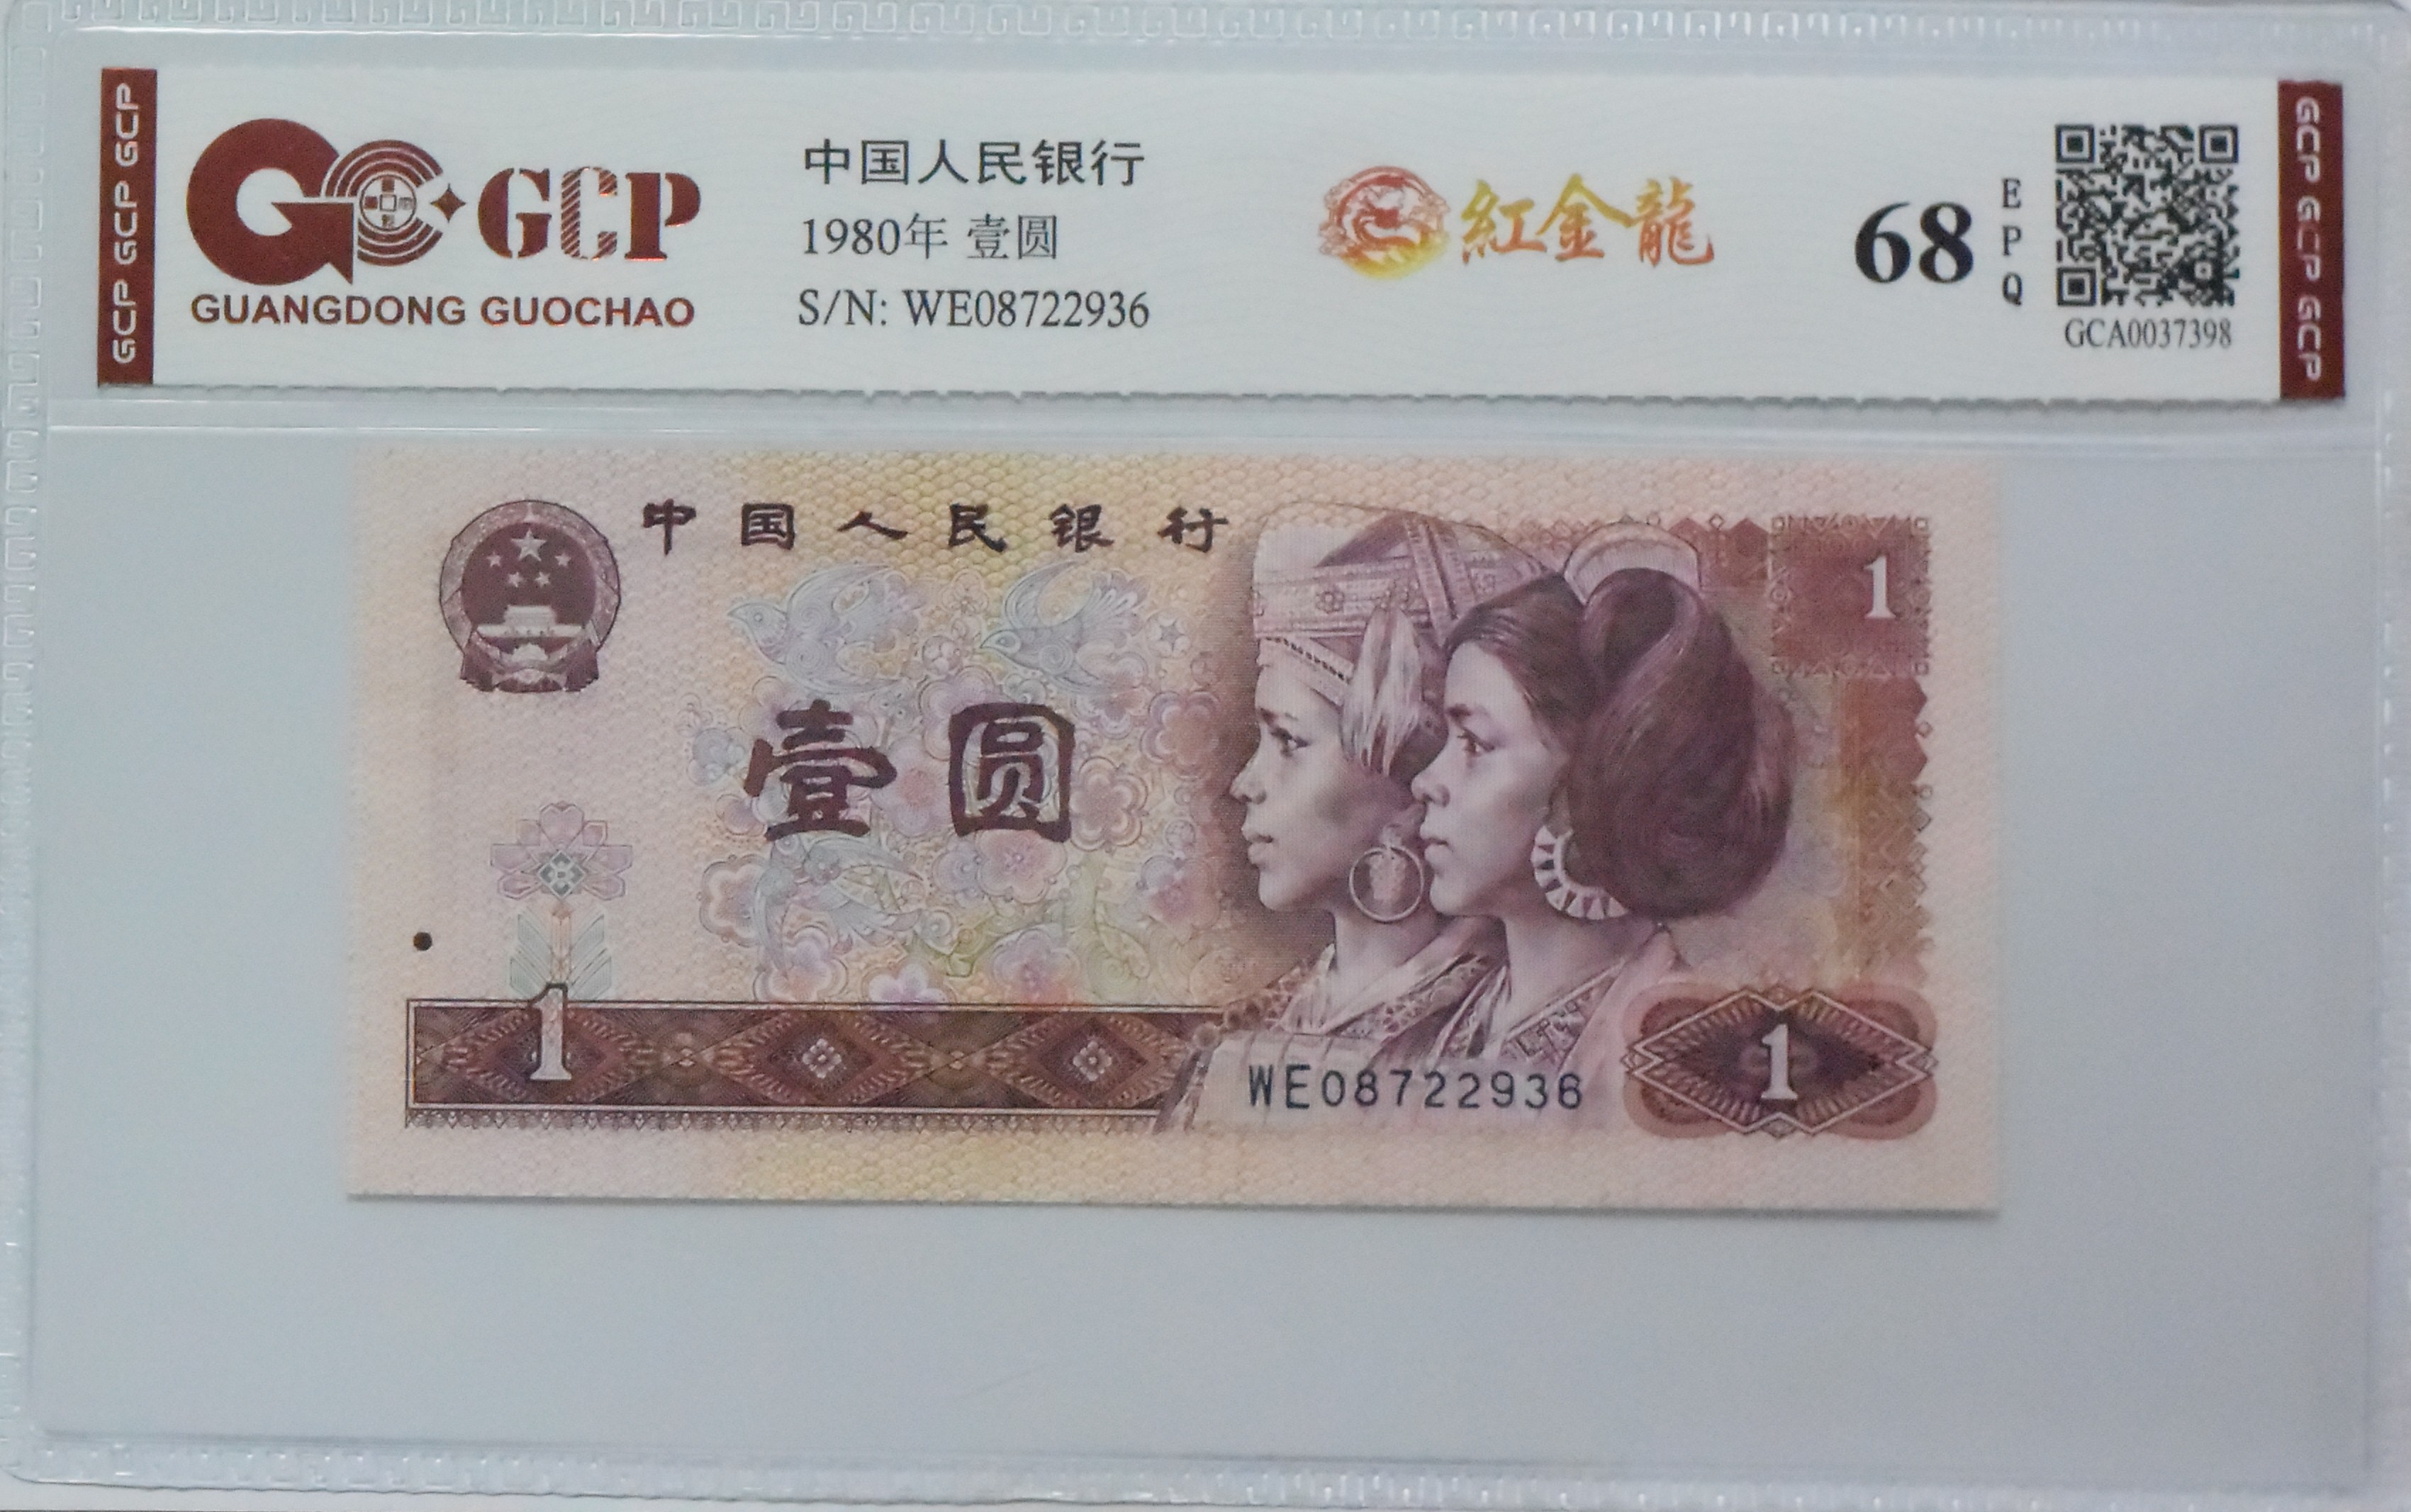 GCP GCP GCP
GCP
GUANGDONG GUOCHAO
中国人民银行
1980年 壹圆
S/N: WE08722936
紅金龍
68
EPQ
GCA0037398
GCP GCP GCP
中国人民银行
1
壹圆
1
WE08722936
1